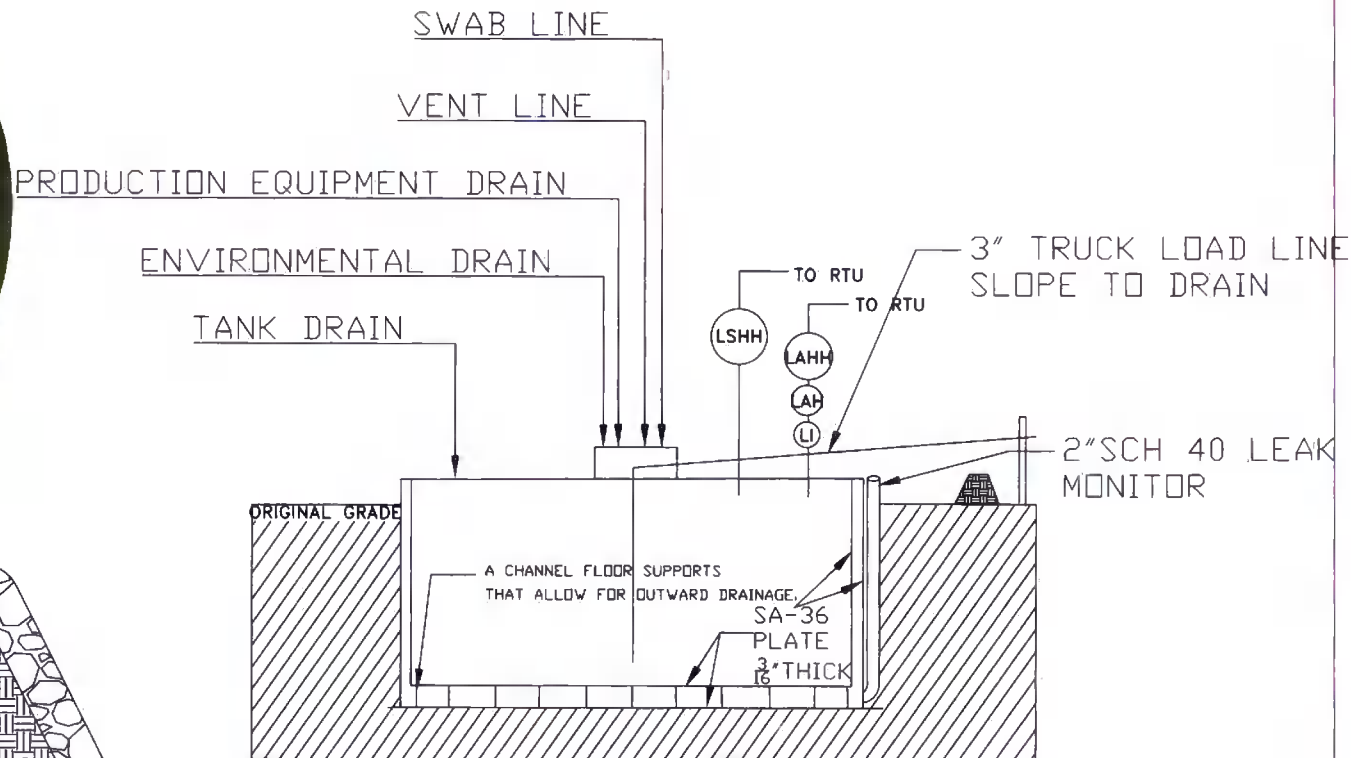 SWAB LINE
VENT LINE
PRODUCTION EQUIPMENT DRAIN
ENVIRONMENTAL DRAIN
TANK DRAIN
TO RTU
TO RTU
3" TRUCK LOAD LINE
SLOPE TO DRAIN
LSHH
LAHH
LAH
LI
2"SCH 40 LEAK
MONITOR
ORIGINAL GRADE
A CHANNEL FLOOR SUPPORTS
THAT ALLOW FOR OUTWARD DRAINAGE.
SA-36
PLATE
3/16"THICK